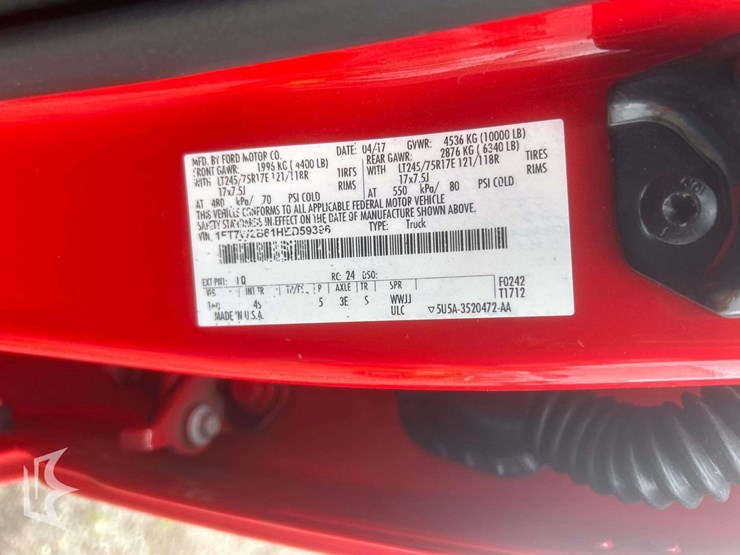 MFD. BY FORD MOTOR CO. DATE: 04/17 GVWR: 4536 KG (10000 LB)
FRONT GAWR: 1996 KG (4400 LB) REAR GAWR: 2876 KG (6340 LB)
WITH LT245/75R17E 121/118R TIRES WITH LT245/75R17E 121/118R TIRES
17x7.5J RIMS 17x7.5J RIMS
AT 480 kPa/ 70 PSI COLD AT 550 kPa/ 80 PSI COLD
THIS VEHICLE CONFORMS TO ALL APPLICABLE FEDERAL MOTOR VEHICLE
SAFETY STANDARDS IN EFFECT ON THE DATE OF MANUFACTURE SHOWN ABOVE.
VIN: TYPE: Truck
EXT PNT: RC: 24 DSO: F0242
INT TR P AXLE TR SPR T1712
5 3E S WWJJ
MADE IN U.S.A. ULC ▽5U5A-3520472-AA